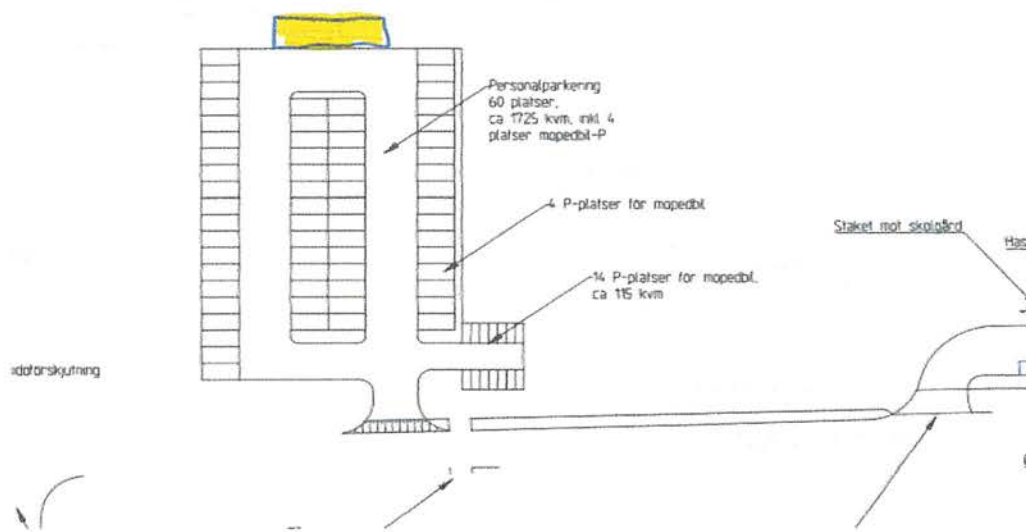 Personalparkering
60 platser,
ca 1725 kvm, inkl 4
platser mopedbil-P
4 P-platser för mopedbil
14 P-platser för mopedbil,
ca 115 kvm
Staket mot skolgård
Has